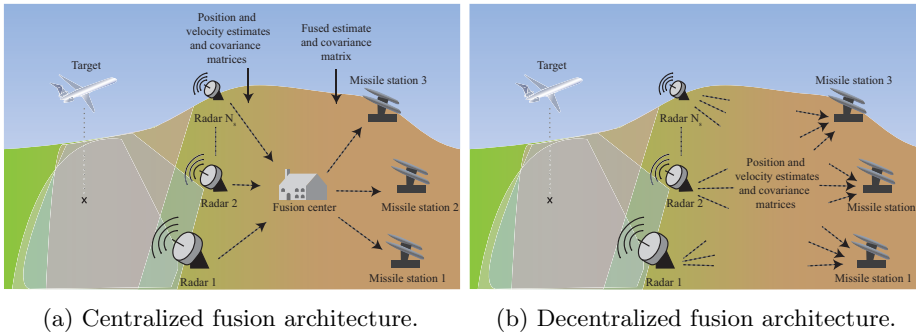 Position and
velocity estimates
and covariance
matrices
Fused estimate
and covariance
matrix
Target
Missile station 3
Radar Nₛ
Radar 2
Fusion center
Missile station 2
Radar 1
Missile station 1
(a) Centralized fusion architecture.
Target
Missile station 3
Radar Nₛ
Position and
velocity estimates
and covariance
matrices
Radar 2
Missile station
Radar 1
Missile station 1
(b) Decentralized fusion architecture.